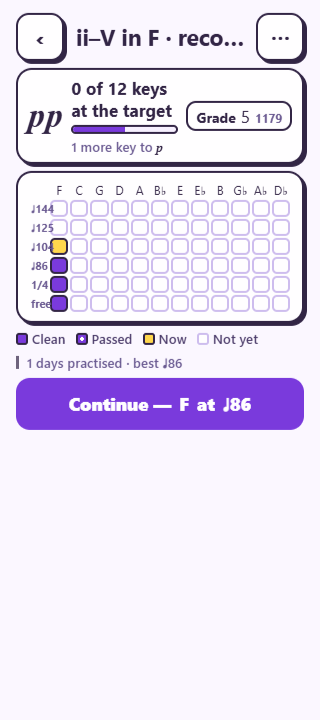 ‹ ii–V in F · reco… ···
pp
0 of 12 keys
at the target
1 more key to p
Grade 5 1179
F C G D A B♭ E E♭ B G♭ A♭ D♭
♩144
♩125
♩104
♩86
1/4
free
Clean Passed Now Not yet
1 days practised · best ♩86
Continue — F at ♩86